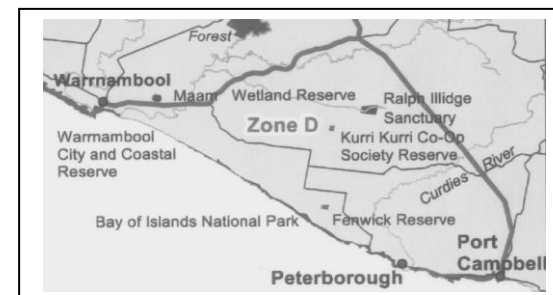 Forest
Warrnambool
Maam Wetland Reserve
Ralph Illidge
Sanctuary
Zone D
Kurri Kurri Co-Op
Society Reserve
Warrnambool
City and Coastal
Reserve
Curdies River
Bay of Islands National Park
Fenwick Reserve
Port
Campbell
Peterborough